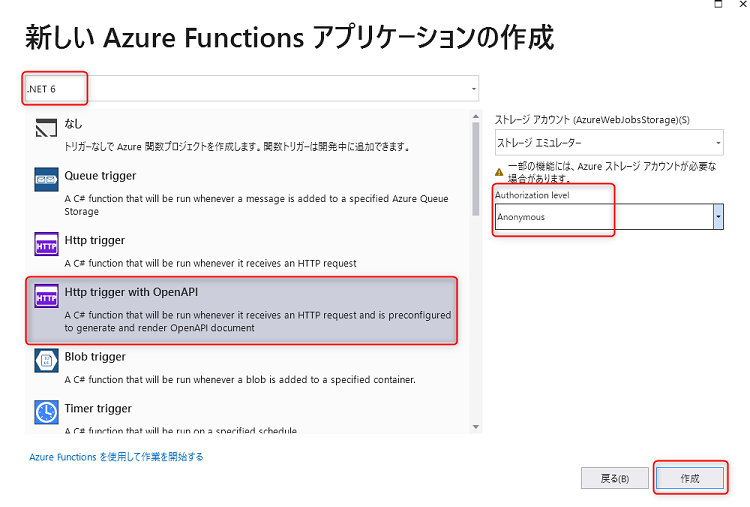 新しい Azure Functions アプリケーションの作成
.NET 6
なし
トリガーなしで Azure 関数プロジェクトを作成します。関数トリガーは開発中に追加できます。
Queue trigger
A C# function that will be run whenever a message is added to a specified Azure Queue
Storage
Http trigger
A C# function that will be run whenever it receives an HTTP request
Http trigger with OpenAPI
A C# function that will be run whenever it receives an HTTP request and is preconfigured
to generate and render OpenAPI document
Blob trigger
A C# function that will be run whenever a blob is added to a specified container.
Timer trigger
A C# function that will be run on a specified schedule
Azure Functions を使用して作業を開始する
ストレージ アカウント (AzureWebJobsStorage)(S)
ストレージ エミュレーター
一部の機能には、Azure ストレージ アカウントが必要な
場合があります。
Authorization level
Anonymous
戻る(B)
作成